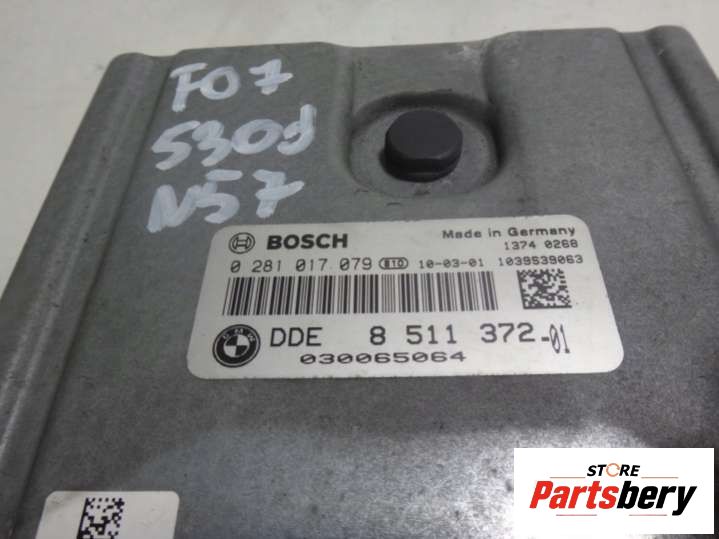 F07
530d
N57
BOSCH
Made in Germany
1374 0268
0 281 017 079 BTO 10-03-01 1039S39063
DDE 8 511 372-01
030065064
STORE
Partsbery